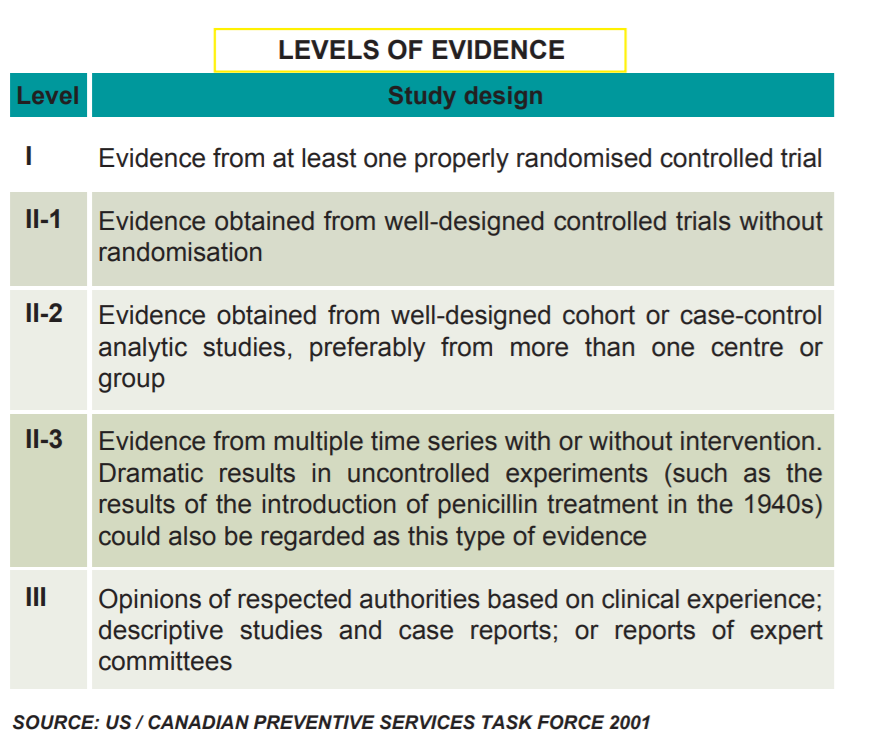 LEVELS OF EVIDENCE
Level Study design
I Evidence from at least one properly randomised controlled trial
II-1 Evidence obtained from well-designed controlled trials without
randomisation
II-2 Evidence obtained from well-designed cohort or case-control
analytic studies, preferably from more than one centre or
group
II-3 Evidence from multiple time series with or without intervention.
Dramatic results in uncontrolled experiments (such as the
results of the introduction of penicillin treatment in the 1940s)
could also be regarded as this type of evidence
III Opinions of respected authorities based on clinical experience;
descriptive studies and case reports; or reports of expert
committees
SOURCE: US / CANADIAN PREVENTIVE SERVICES TASK FORCE 2001